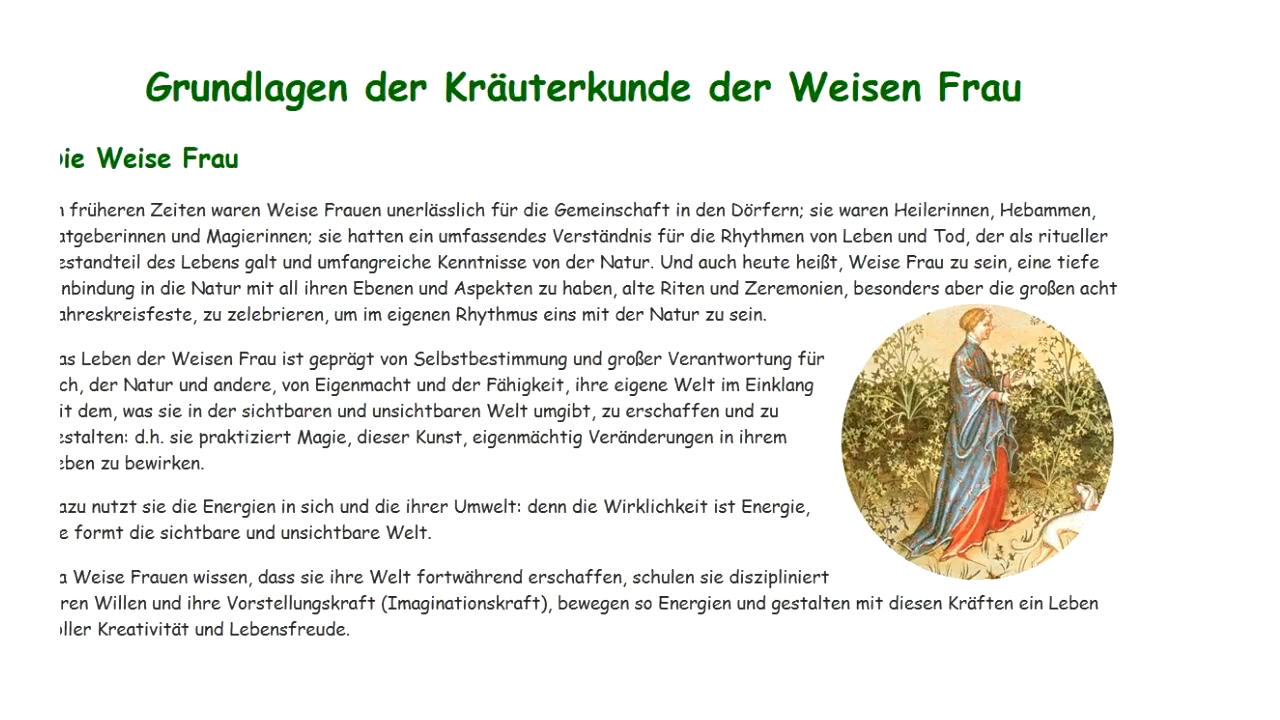 Grundlagen der Kräuterkunde der Weisen Frau
ie Weise Frau
früheren Zeiten waren Weise Frauen unerlässlich für die Gemeinschaft in den Dörfern; sie waren Heilerinnen, Hebammen,
atgeberinnen und Magierinnen; sie hatten ein umfassendes Verständnis für die Rhythmen von Leben und Tod, der als ritueller
estandteil des Lebens galt und umfangreiche Kenntnisse von der Natur. Und auch heute heißt, Weise Frau zu sein, eine tiefe
nbindung in die Natur mit all ihren Ebenen und Aspekten zu haben, alte Riten und Zeremonien, besonders aber die großen acht
ahreskreisfeste, zu zelebrieren, um im eigenen Rhythmus eins mit der Natur zu sein.
as Leben der Weisen Frau ist geprägt von Selbstbestimmung und großer Verantwortung für
ch, der Natur und andere, von Eigenmacht und der Fähigkeit, ihre eigene Welt im Einklang
it dem, was sie in der sichtbaren und unsichtbaren Welt umgibt, zu erschaffen und zu
estalten: d.h. sie praktiziert Magie, dieser Kunst, eigenmächtig Veränderungen in ihrem
eben zu bewirken.
azu nutzt sie die Energien in sich und die ihrer Umwelt: denn die Wirklichkeit ist Energie,
e formt die sichtbare und unsichtbare Welt.
a Weise Frauen wissen, dass sie ihre Welt fortwährend erschaffen, schulen sie diszipliniert
ren Willen und ihre Vorstellungskraft (Imaginationskraft), bewegen so Energien und gestalten mit diesen Kräften ein Leben
oller Kreativität und Lebensfreude.